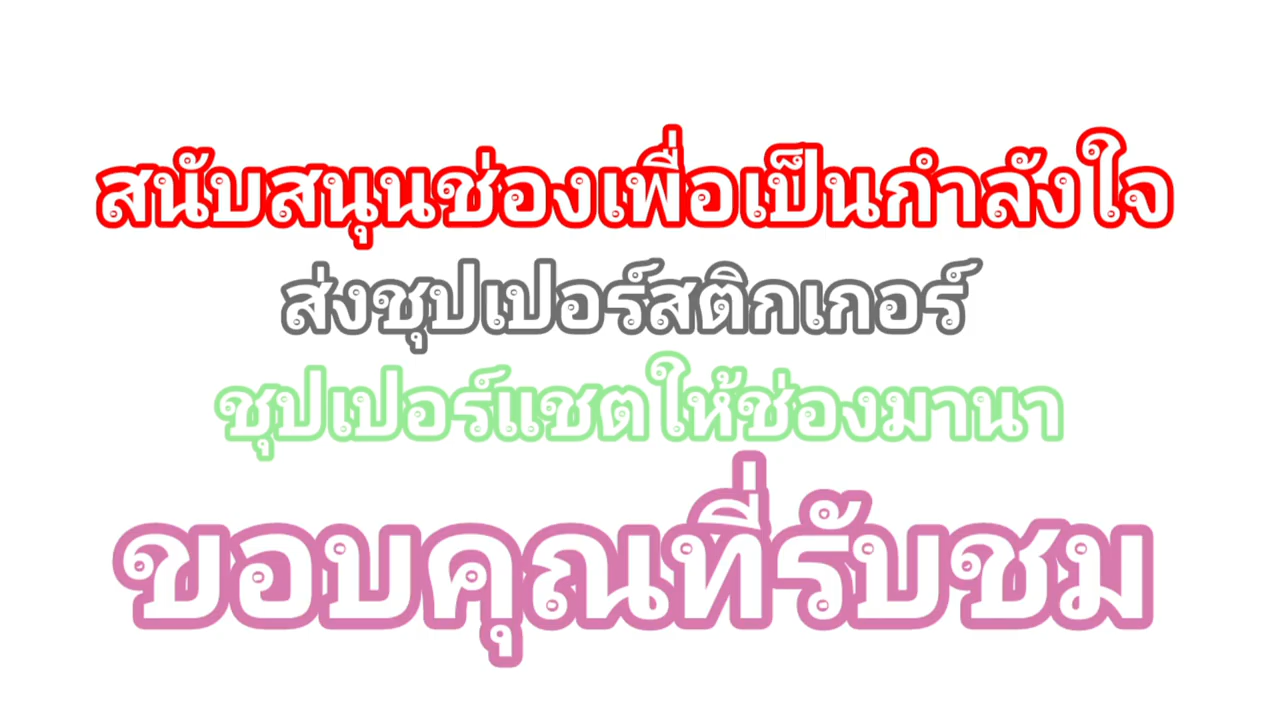 สนับสนุนช่องเพื่อเป็นกำลังใจ
ส่งซุปเปอร์สติกเกอร์
ซุปเปอร์แชตให้ช่องมานา
ขอบคุณที่รับชม